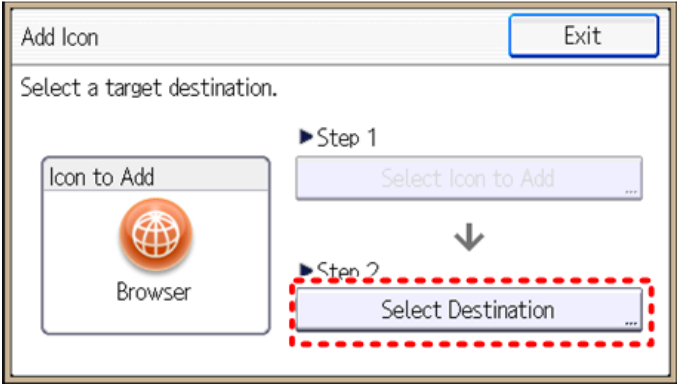 Add Icon
Exit
Select a target destination.
▶Step 1
Icon to Add
Select Icon to Add
...
▶Step 2
Browser
Select Destination
...